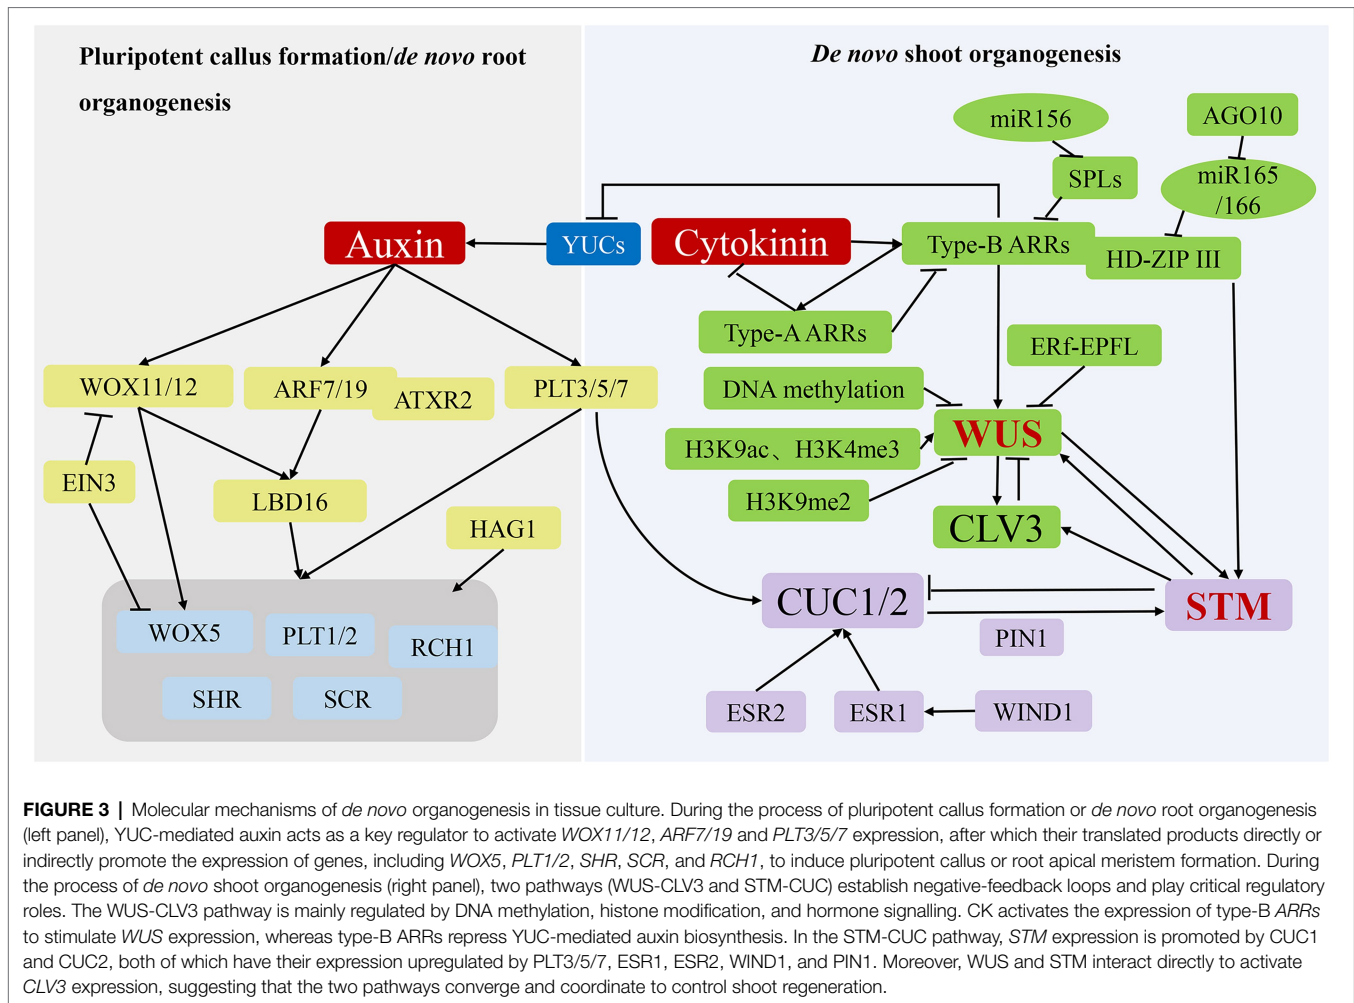 Pluripotent callus formation/de novo root
organogenesis
De novo shoot organogenesis
miR156
AGO10
SPLs
miR165
/166
Auxin
YUCs
Cytokinin
Type-B ARRs
HD-ZIP III
Type-A ARRs
ERf-EPFL
WOX11/12
ARF7/19
ATXR2
PLT3/5/7
DNA methylation
WUS
H3K9ac、H3K4me3
EIN3
LBD16
H3K9me2
HAG1
CLV3
CUC1/2
STM
WOX5
PLT1/2
RCH1
PIN1
SHR
SCR
ESR2
ESR1
WIND1
FIGURE 3 | Molecular mechanisms of de novo organogenesis in tissue culture. During the process of pluripotent callus formation or de novo root organogenesis
(left panel), YUC-mediated auxin acts as a key regulator to activate WOX11/12, ARF7/19 and PLT3/5/7 expression, after which their translated products directly or
indirectly promote the expression of genes, including WOX5, PLT1/2, SHR, SCR, and RCH1, to induce pluripotent callus or root apical meristem formation. During
the process of de novo shoot organogenesis (right panel), two pathways (WUS-CLV3 and STM-CUC) establish negative-feedback loops and play critical regulatory
roles. The WUS-CLV3 pathway is mainly regulated by DNA methylation, histone modification, and hormone signalling. CK activates the expression of type-B ARRs
to stimulate WUS expression, whereas type-B ARRs repress YUC-mediated auxin biosynthesis. In the STM-CUC pathway, STM expression is promoted by CUC1
and CUC2, both of which have their expression upregulated by PLT3/5/7, ESR1, ESR2, WIND1, and PIN1. Moreover, WUS and STM interact directly to activate
CLV3 expression, suggesting that the two pathways converge and coordinate to control shoot regeneration.